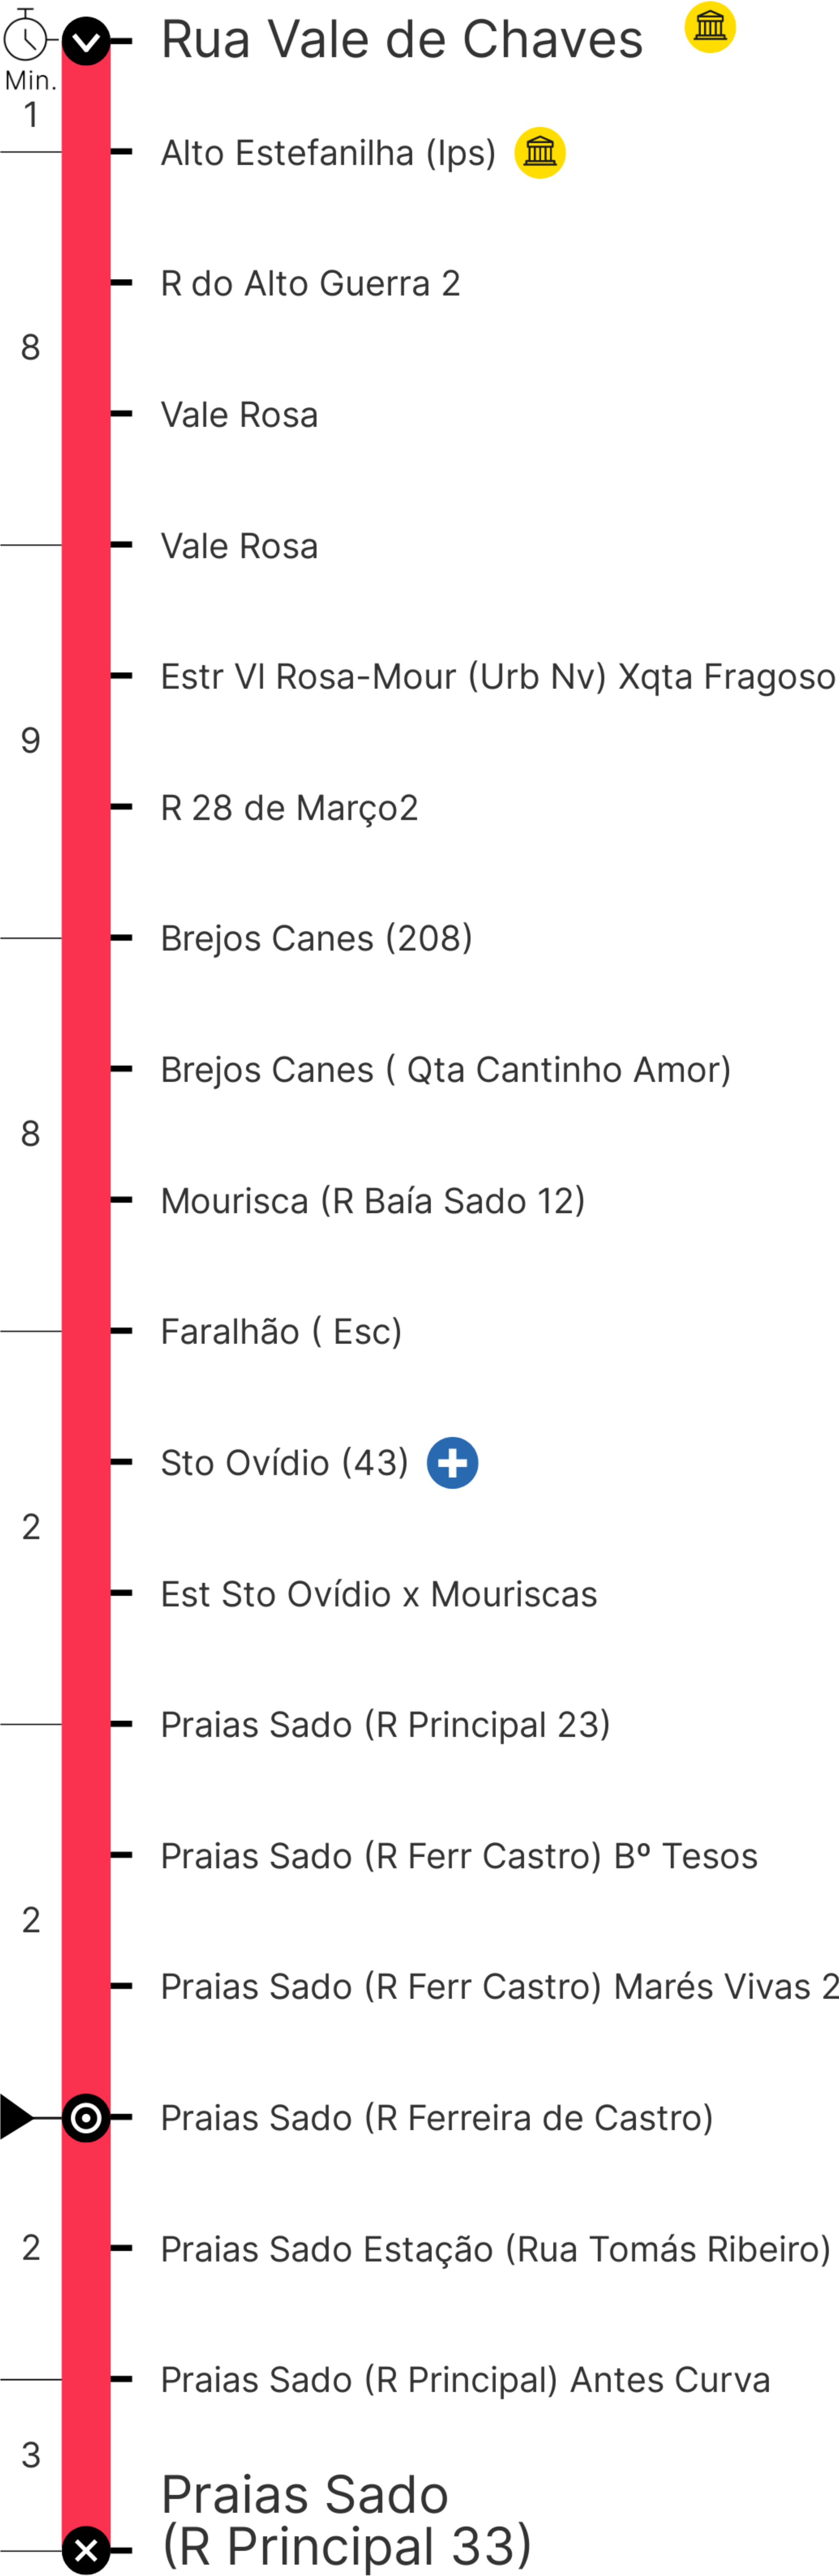 Rua Vale de Chaves
Min.
1
Alto Estefanilha (Ips)
R do Alto Guerra 2
8
Vale Rosa
Vale Rosa
Estr Vl Rosa-Mour (Urb Nv) Xqta Fragoso
9
R 28 de Março2
Brejos Canes (208)
Brejos Canes ( Qta Cantinho Amor)
8
Mourisca (R Baía Sado 12)
Faralhão ( Esc)
Sto Ovídio (43)
2
Est Sto Ovídio x Mouriscas
Praias Sado (R Principal 23)
Praias Sado (R Ferr Castro) Bº Tesos
2
Praias Sado (R Ferr Castro) Marés Vivas 2
Praias Sado (R Ferreira de Castro)
2
Praias Sado Estação (Rua Tomás Ribeiro)
Praias Sado (R Principal) Antes Curva
3
Praias Sado
(R Principal 33)